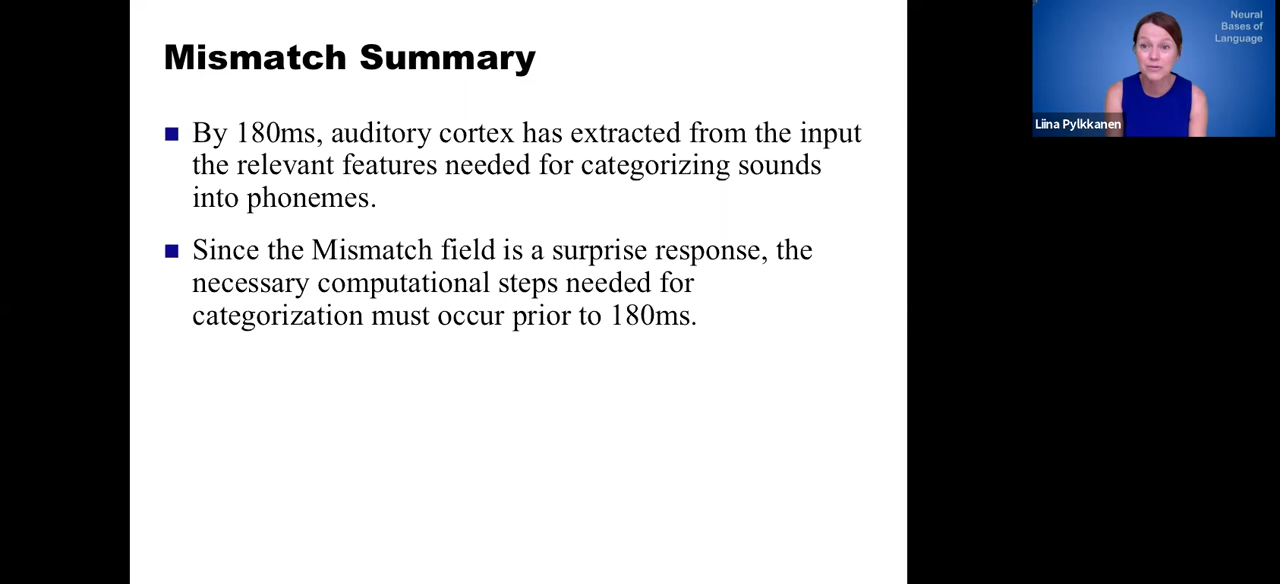 Mismatch Summary
By 180ms, auditory cortex has extracted from the input
the relevant features needed for categorizing sounds
into phonemes.
Since the Mismatch field is a surprise response, the
necessary computational steps needed for
categorization must occur prior to 180ms.
Neural
Bases of
Language
Liina Pylkkanen